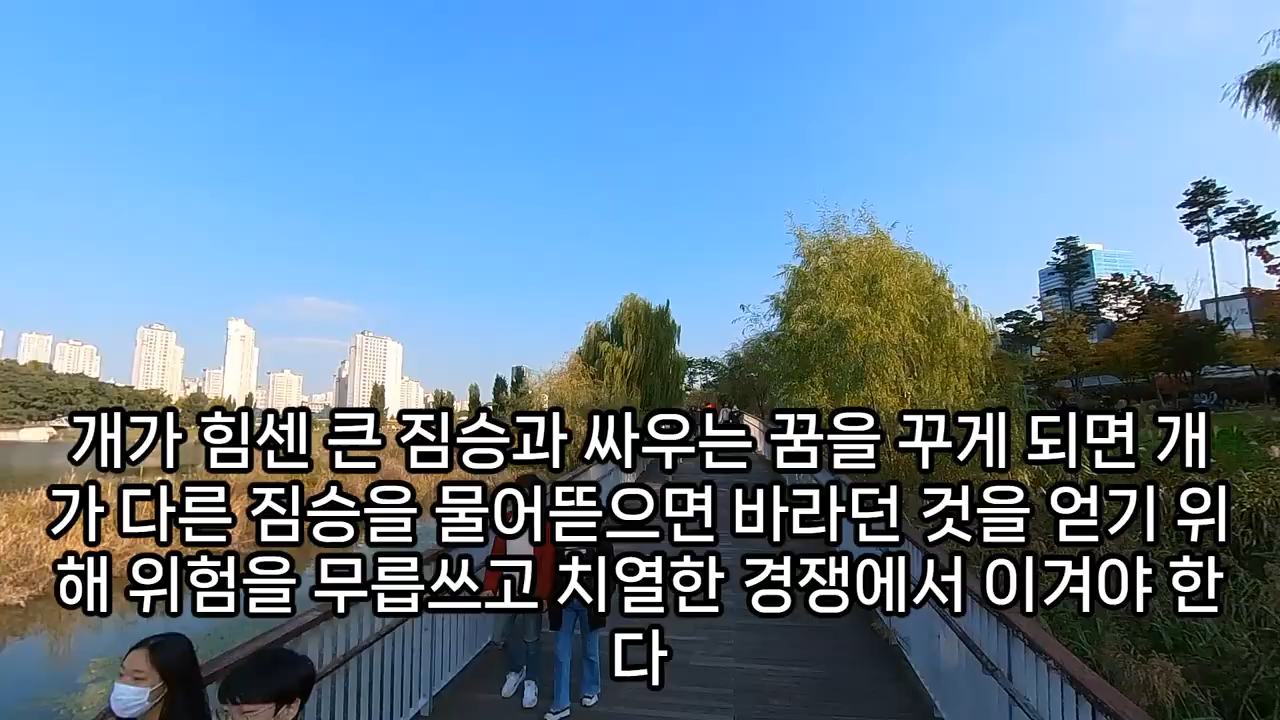 개가 힘센 큰 짐승과 싸우는 꿈을 꾸게 되면 개
가 다른 짐승을 물어뜯으면 바라던 것을 얻기 위
해 위험을 무릅쓰고 치열한 경쟁에서 이겨야 한
다